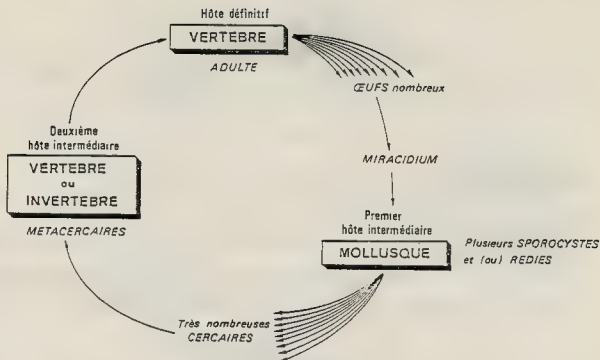 Hôte définitif
VERTEBRE
ADULTE
ŒUFS nombreux
MIRACIDIUM
Premier
hôte intermédiaire
MOLLUSQUE
Plusieurs SPOROCYSTES
et (ou) REDIES
Très nombreuses
CERCAIRES
Deuxième
hôte intermédiaire
VERTEBRE
ou
INVERTEBRE
METACERCAIRES